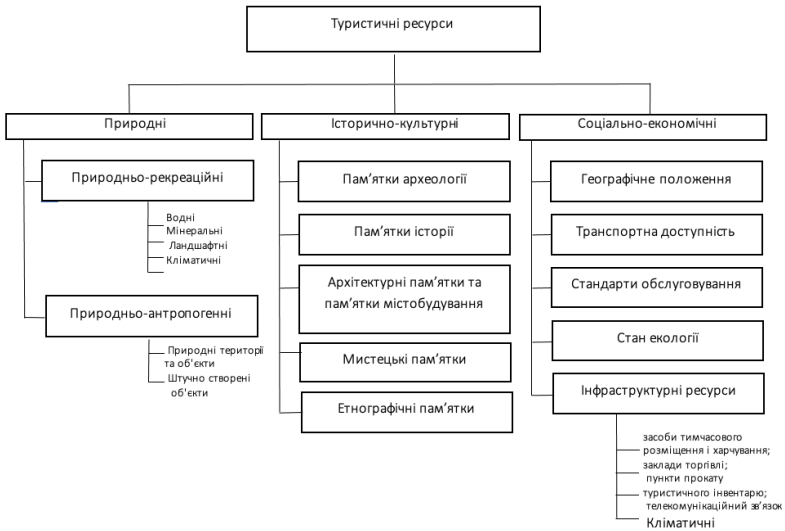 Туристичні ресурси
Природні
Природньо-рекреаційні
Водні
Мінеральні
Ландшафтні
Кліматичні
Природньо-антропогенні
Природні території
та об'єкти
Штучно створені
об'єкти
Історично-культурні
Пам’ятки археології
Пам’ятки історії
Архітектурні пам’ятки та
пам’ятки містобудування
Мистецькі пам’ятки
Етнографічні пам’ятки
Соціально-економічні
Географічне положення
Транспортна доступність
Стандарти обслуговування
Стан екології
Інфраструктурні ресурси
засоби тимчасового
розміщення і харчування;
заклади торгівлі;
пункти прокату
туристичного інвентарю;
телекомунікаційний зв’язок
Кліматичні